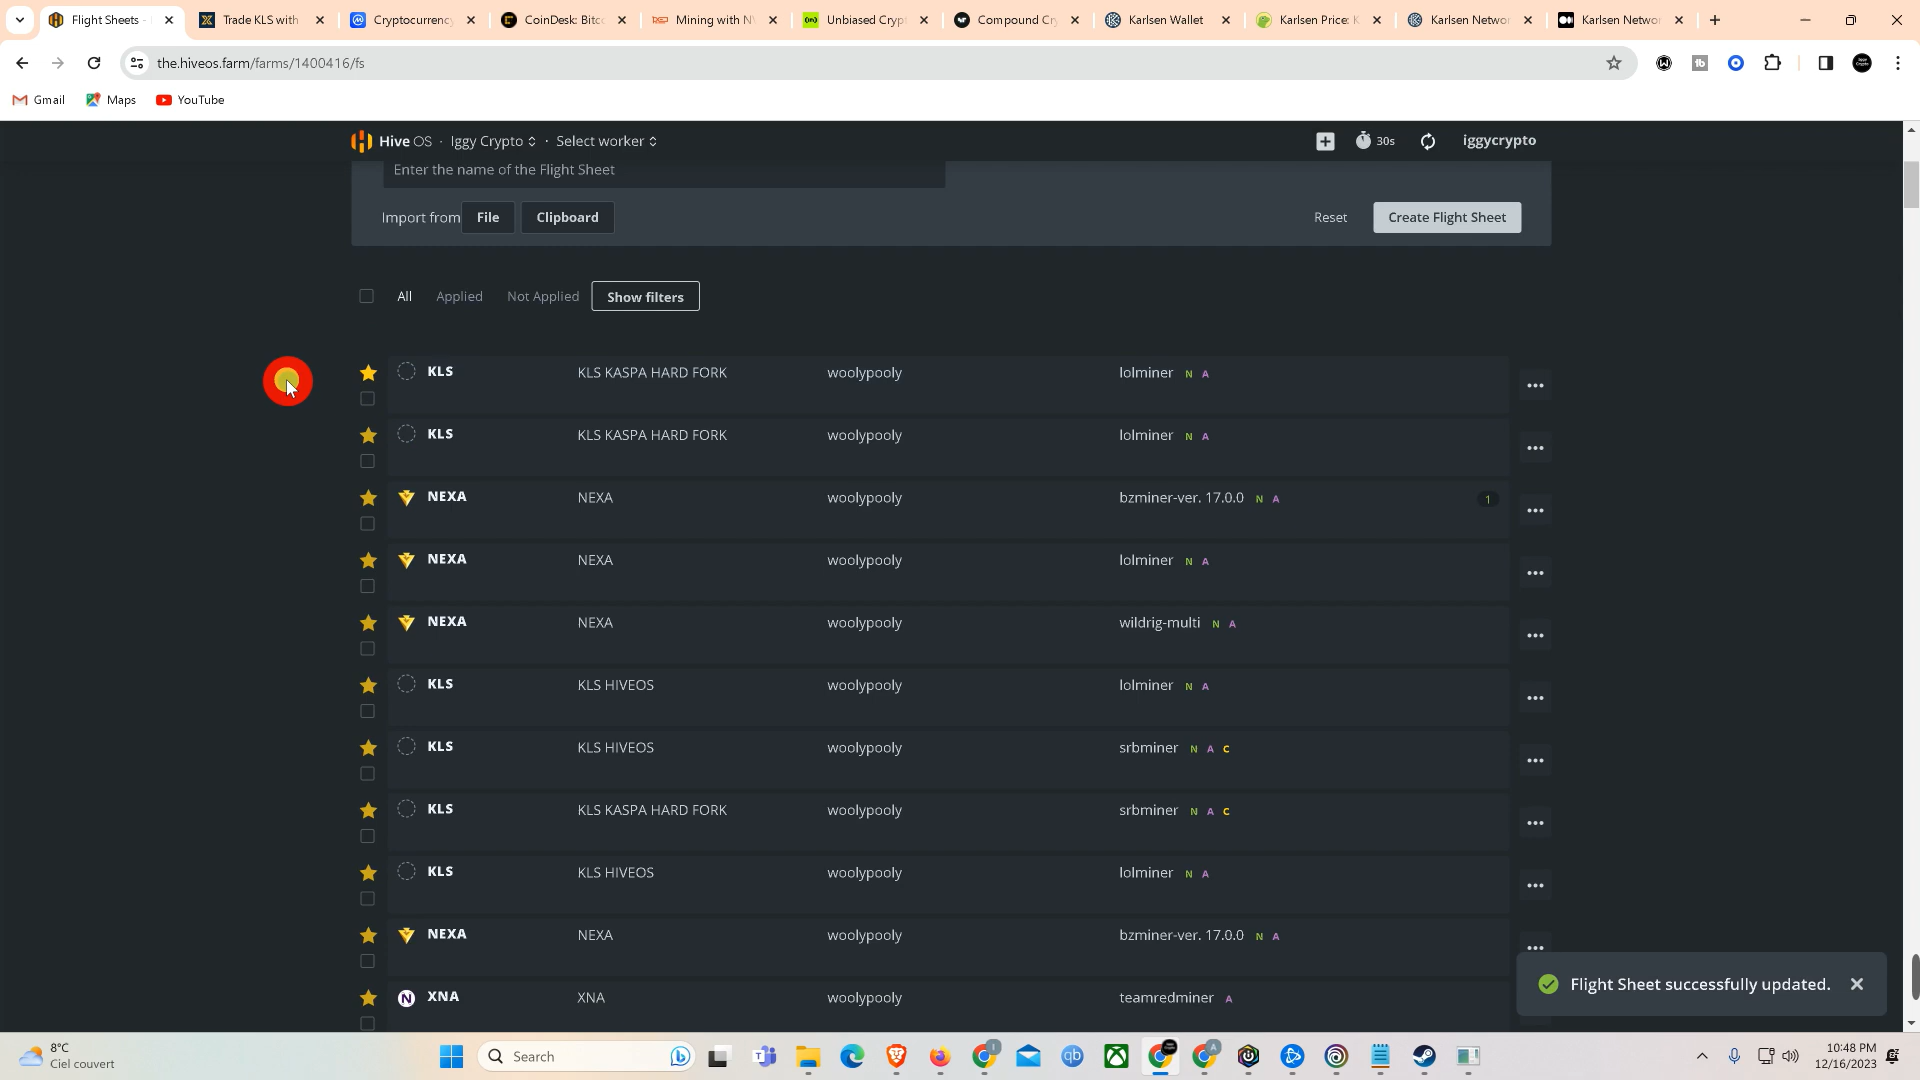 Flight Sheets - 
Trade KLS with
Cryptocurrency
CoinDesk: Bitc
Mining with N
Unbiased Crypt
Compound Cr
Karlsen Wallet
Karlsen Price: K
Karlsen Networ
Karlsen Networ
the.hiveos.farm/farms/1400416/fs
Gmail Maps YouTube
Hive OS · Iggy Crypto · Select worker
30s iggycrypto
Enter the name of the Flight Sheet
Import from File Clipboard Reset Create Flight Sheet
All Applied Not Applied Show filters
KLS KLS KASPA HARD FORK woolypooly lolminer N A
KLS KLS KASPA HARD FORK woolypooly lolminer N A
NEXA NEXA woolypooly bzminer-ver. 17.0.0 N A 1
NEXA NEXA woolypooly lolminer N A
NEXA NEXA woolypooly wildrig-multi N A
KLS KLS HIVEOS woolypooly lolminer N A
KLS KLS HIVEOS woolypooly srbminer N A C
KLS KLS KASPA HARD FORK woolypooly srbminer N A C
KLS KLS HIVEOS woolypooly lolminer N A
NEXA NEXA woolypooly bzminer-ver. 17.0.0 N A
XNA XNA woolypooly teamredminer A
Flight Sheet successfully updated.
8°C
Ciel couvert
Search
10:48 PM
12/16/2023